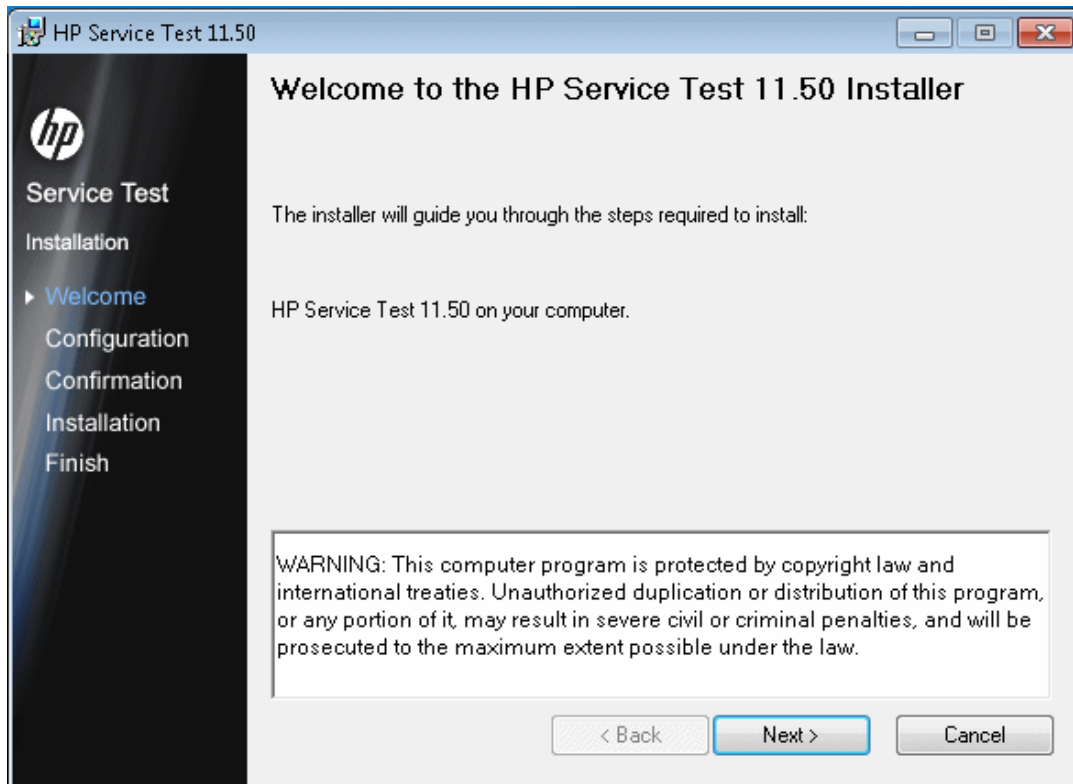 HP Service Test 11.50
hp
Service Test
Installation
Welcome
Configuration
Confirmation
Installation
Finish
Welcome to the HP Service Test 11.50 Installer
The installer will guide you through the steps required to install:
HP Service Test 11.50 on your computer.
WARNING: This computer program is protected by copyright law and
international treaties. Unauthorized duplication or distribution of this program,
or any portion of it, may result in severe civil or criminal penalties, and will be
prosecuted to the maximum extent possible under the law.
< Back
Next >
Cancel